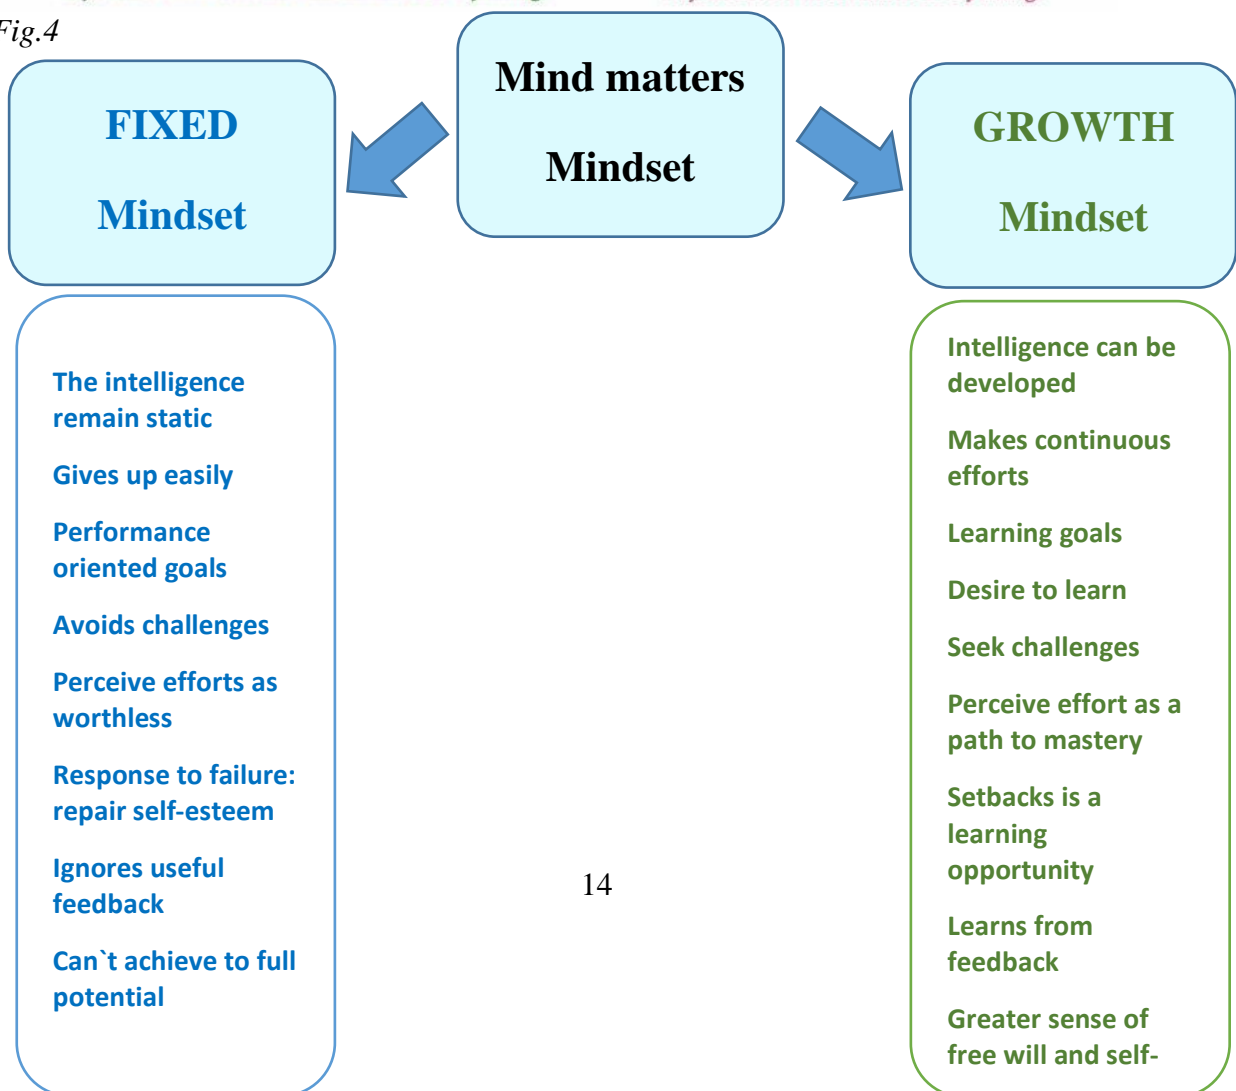 Fig.4
Mind matters
Mindset
FIXED
Mindset
The intelligence
remain static
Gives up easily
Performance
oriented goals
Avoids challenges
Perceive efforts as
worthless
Response to failure:
repair self-esteem
Ignores useful
feedback
Can`t achieve to full
potential
GROWTH
Mindset
Intelligence can be
developed
Makes continuous
efforts
Learning goals
Desire to learn
Seek challenges
Perceive effort as a
path to mastery
Setbacks is a
learning
opportunity
Learns from
feedback
Greater sense of
free will and self-
14